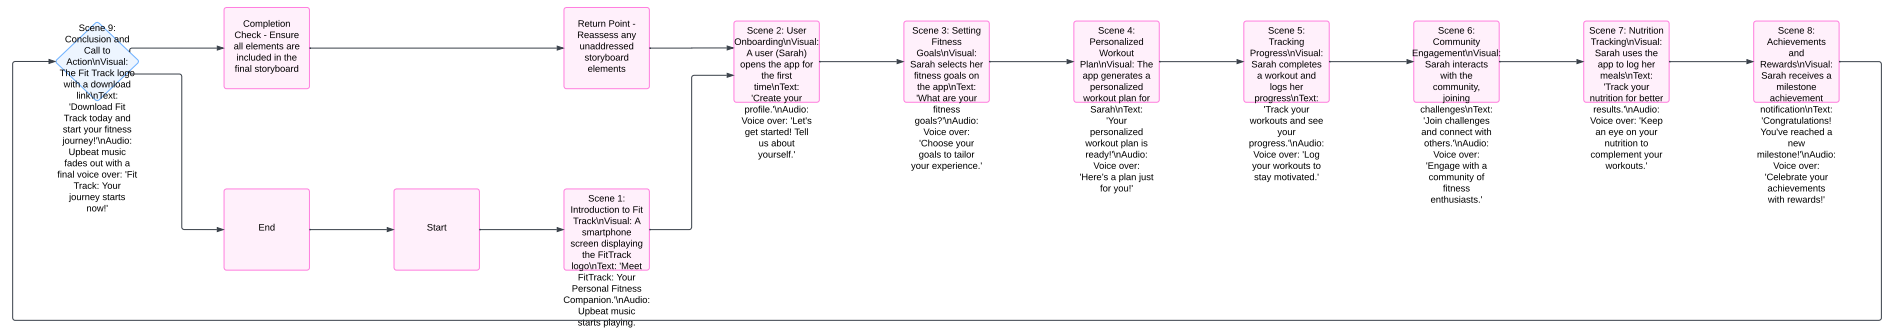 Scene 9:
Conclusion and
Call to
Action\nVisual:
The Fit Track logo
with a download
link\nText:
'Download Fit
Track today and
start your fitness
journey!'\nAudio:
Upbeat music
fades out with a
final voice over: 'Fit
Track: Your
journey starts
now!'
Completion
Check - Ensure
all elements are
included in the
final storyboard
Return Point -
Reassess any
unaddressed
storyboard
elements
Scene 2: User
Onboarding\nVisual:
A user (Sarah)
opens the app for
the first
time\nText:
'Create your
profile.'\nAudio:
Voice over: 'Let's
get started! Tell
us about
yourself.'
Scene 3: Setting
Fitness
Goals\nVisual:
Sarah selects her
fitness goals on
the app\nText:
'What are your
fitness
goals?'\nAudio:
Voice over:
'Choose your
goals to tailor
your experience.'
Scene 4:
Personalized
Workout
Plan\nVisual: The
app generates a
personalized
workout plan for
Sarah\nText:
'Your
personalized
workout plan is
ready!'\nAudio:
Voice over:
'Here's a plan just
for you!'
Scene 5:
Tracking
Progress\nVisual:
Sarah completes
a workout and
logs her
progress\nText:
'Track your
workouts and see
your
progress.'\nAudio:
Voice over: 'Log
your workouts to
stay motivated.'
Scene 6:
Community
Engagement\nVisual:
Sarah interacts
with the
community,
joining
challenges\nText:
'Join challenges
and connect with
others.'\nAudio:
Voice over:
'Engage with a
community of
fitness
enthusiasts.'
Scene 7: Nutrition
Tracking\nVisual:
Sarah uses the
app to log her
meals\nText:
'Track your
nutrition for better
results.'\nAudio:
Voice over: 'Keep
an eye on your
nutrition to
complement your
workouts.'
Scene 8:
Achievements
and
Rewards\nVisual:
Sarah receives a
milestone
achievement
notification\nText:
'Congratulations!
You've reached a
new
milestone!'\nAudio:
Voice over:
'Celebrate your
achievements
with rewards!'
End
Start
Scene 1:
Introduction to Fit
Track\nVisual: A
smartphone
screen displaying
the FitTrack
logo\nText: 'Meet
FitTrack: Your
Personal Fitness
Companion.'\nAudio:
Upbeat music
starts playing.